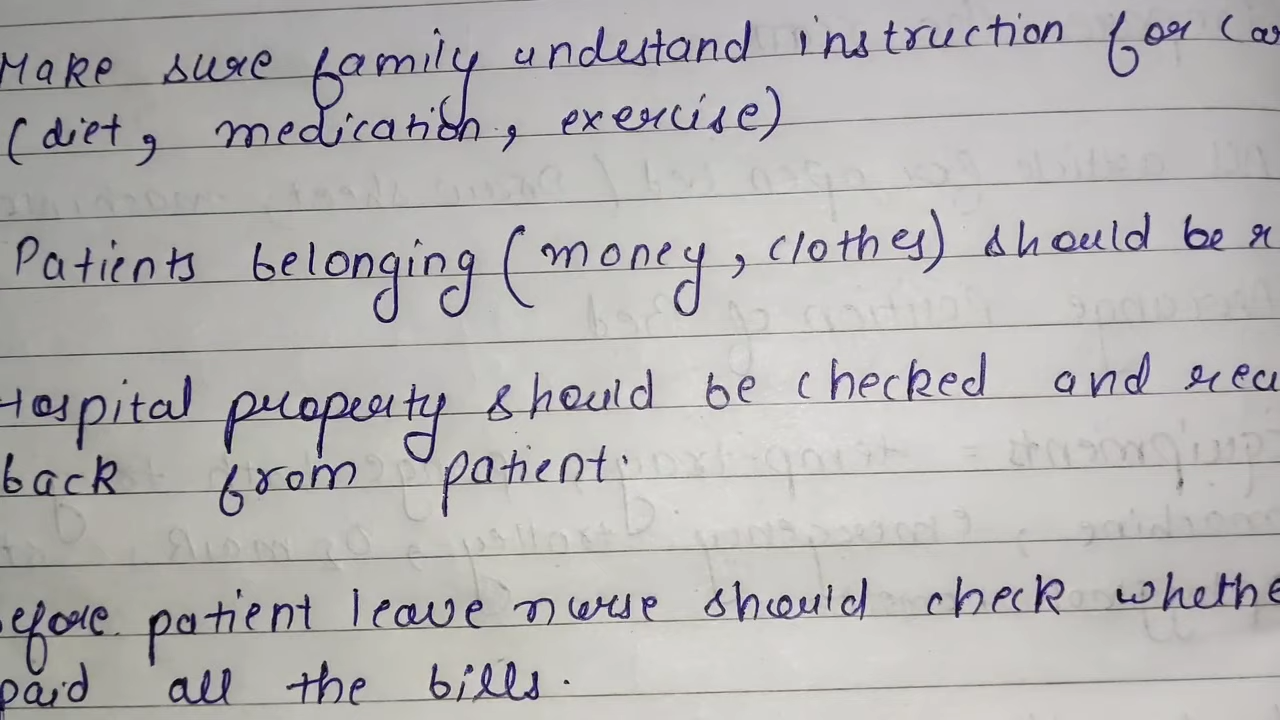 Make sure family undestand instruction for Ca
(diet, medication, exercise)
Patients belonging (money, clothes) should be r
Hospital property should be checked and rec
back from patient.
efore patient leave nurse should check whethe
paid all the bills.